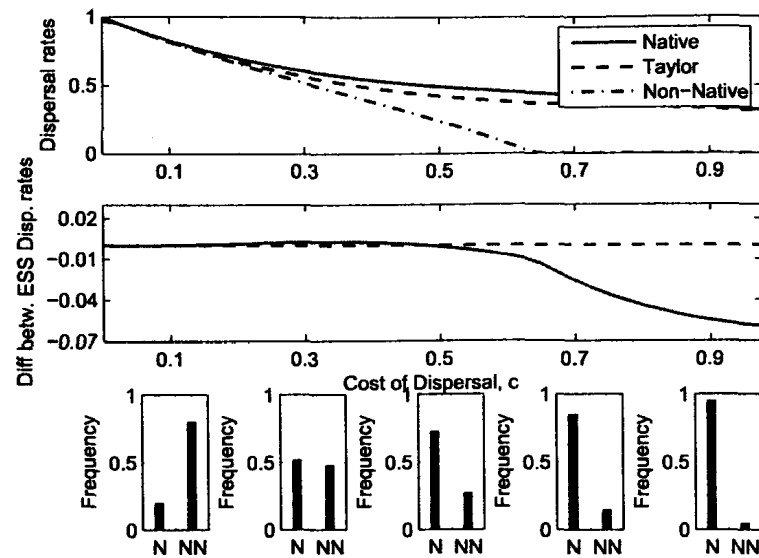 Dispersal rates
1
0.5
0
Native
Taylor
Non-Native
0.1 0.3 0.5 0.7 0.9
Diff betw. ESS Disp. rates
0.02
−0.01
−0.04
−0.07
0.1 0.3 0.5 0.7 0.9
Cost of Dispersal, c
Frequency
1
0.5
0
N NN
Frequency
1
0.5
0
N NN
Frequency
1
0.5
0
N NN
Frequency
1
0.5
0
N NN
Frequency
1
0.5
0
N NN